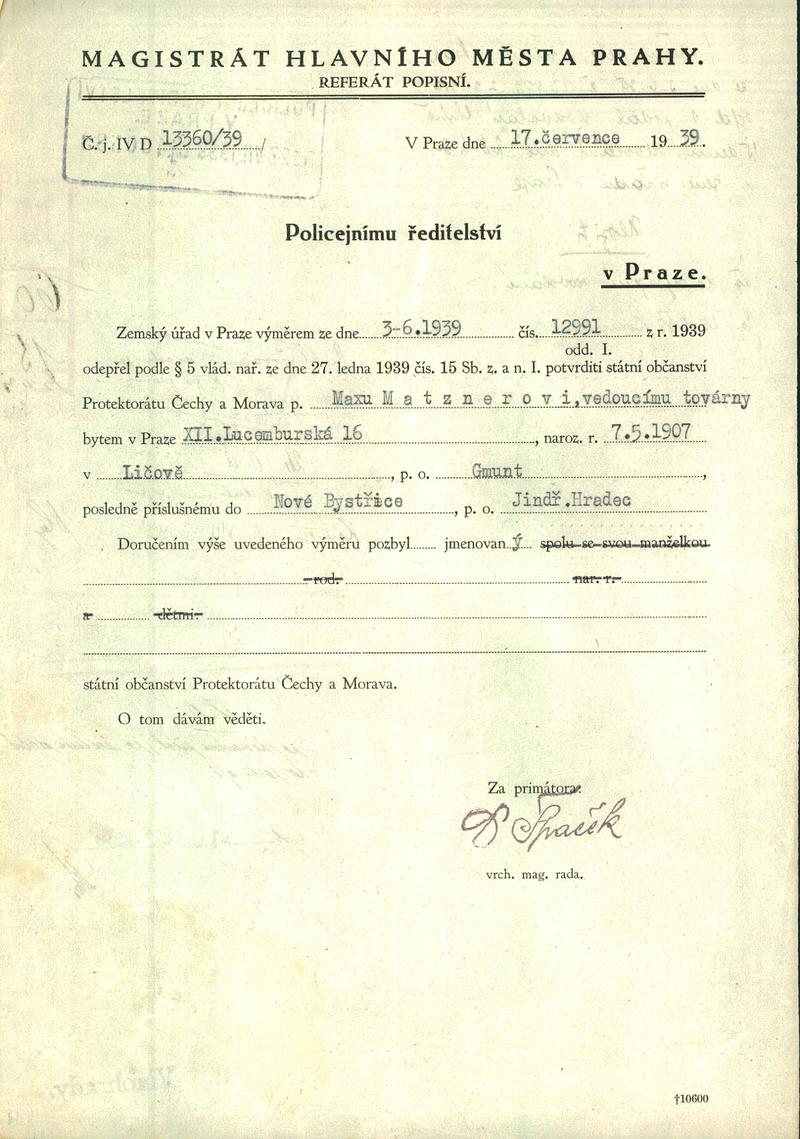 MAGISTRÁT HLAVNÍHO MĚSTA PRAHY.
REFERÁT POPISNÍ.
Č. j. IV D 13360/39 / V Praze dne 17.července 19 39.
Policejnímu ředitelství
v Praze.
Zemský úřad v Praze výměrem ze dne 3-6.1939 čís. 12991 z r. 1939
odd. I.
odepřel podle § 5 vlád. nař. ze dne 27. ledna 1939 čís. 15 Sb. z. a n. I. potvrditi státní občanství
Protektorátu Čechy a Morava p. Maxu M a t z n e r o v i,vedoucímu továrny
bytem v Praze XII.Lucemburská 16, naroz. r. 7.5.1907
v Ličově, p. o. Gmunt,
posledně příslušnému do Nové Bystřice, p. o. Jindř.Hradec
Doručením výše uvedeného výměru pozbyl jmenovan ý spolu se svou manželkou
rod. nar. r.
a dětmi
státní občanství Protektorátu Čechy a Morava.
O tom dávám věděti.
Za primátora:
Špaček
vrch. mag. rada.
†10600